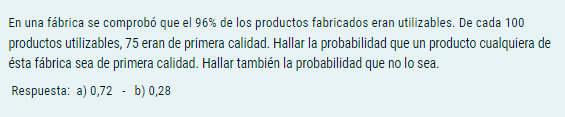 En una fábrica se comprobó que el 96% de los productos fabricados eran utilizables. De cada 100
productos utilizables, 75 eran de primera calidad. Hallar la probabilidad que un producto cualquiera de
ésta fábrica sea de primera calidad. Hallar también la probabilidad que no lo sea.
Respuesta: a) 0,72 - b) 0,28